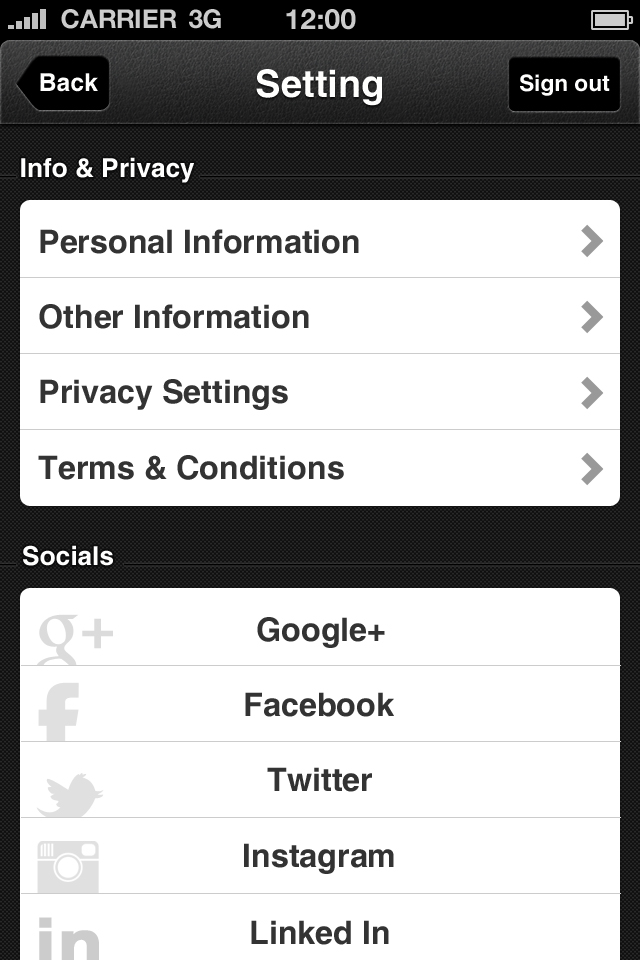 CARRIER 3G 12:00
Back Setting Sign out
Info & Privacy
Personal Information
Other Information
Privacy Settings
Terms & Conditions
Socials
g+ Google+
f Facebook
Twitter
Instagram
in Linked In